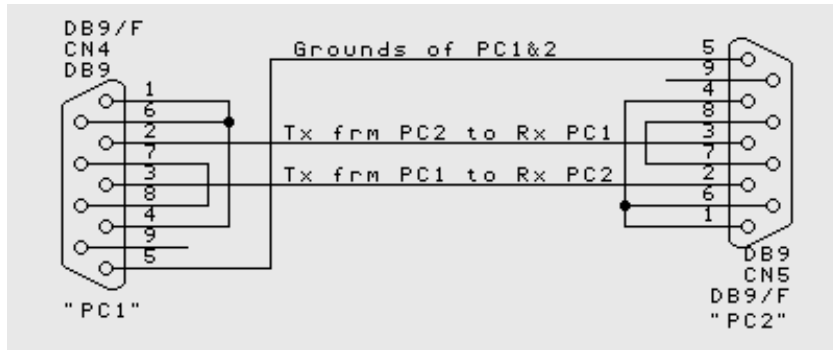 DB9/F
CN4
DB9
1
6
2
7
3
8
4
9
5
"PC1"
Grounds of PC1&2
Tx frm PC2 to Rx PC1
Tx frm PC1 to Rx PC2
5
9
4
8
3
7
2
6
1
DB9
CN5
DB9/F
"PC2"